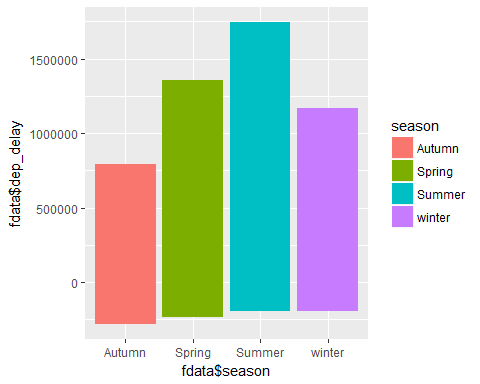 fdata$dep_delay
1500000
1000000
500000
0
Autumn Spring Summer winter
fdata$season
season
Autumn
Spring
Summer
winter